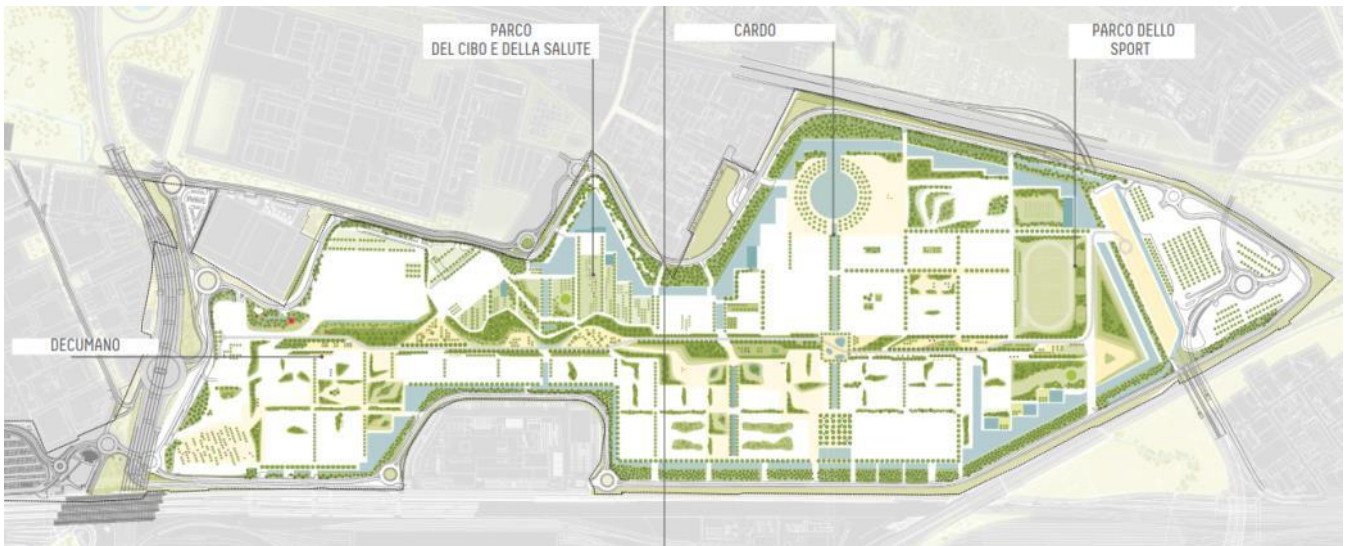 PARCO
DEL CIBO E DELLA SALUTE
CARDO
PARCO DELLO
SPORT
DECUMANO